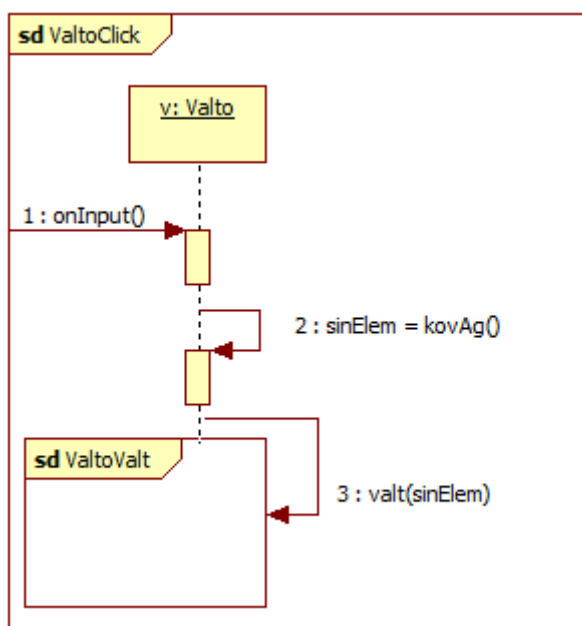 sd ValtoClick
v: Valto
1 : onInput()
2 : sinElem = kovAg()
sd ValtoValt
3 : valt(sinElem)